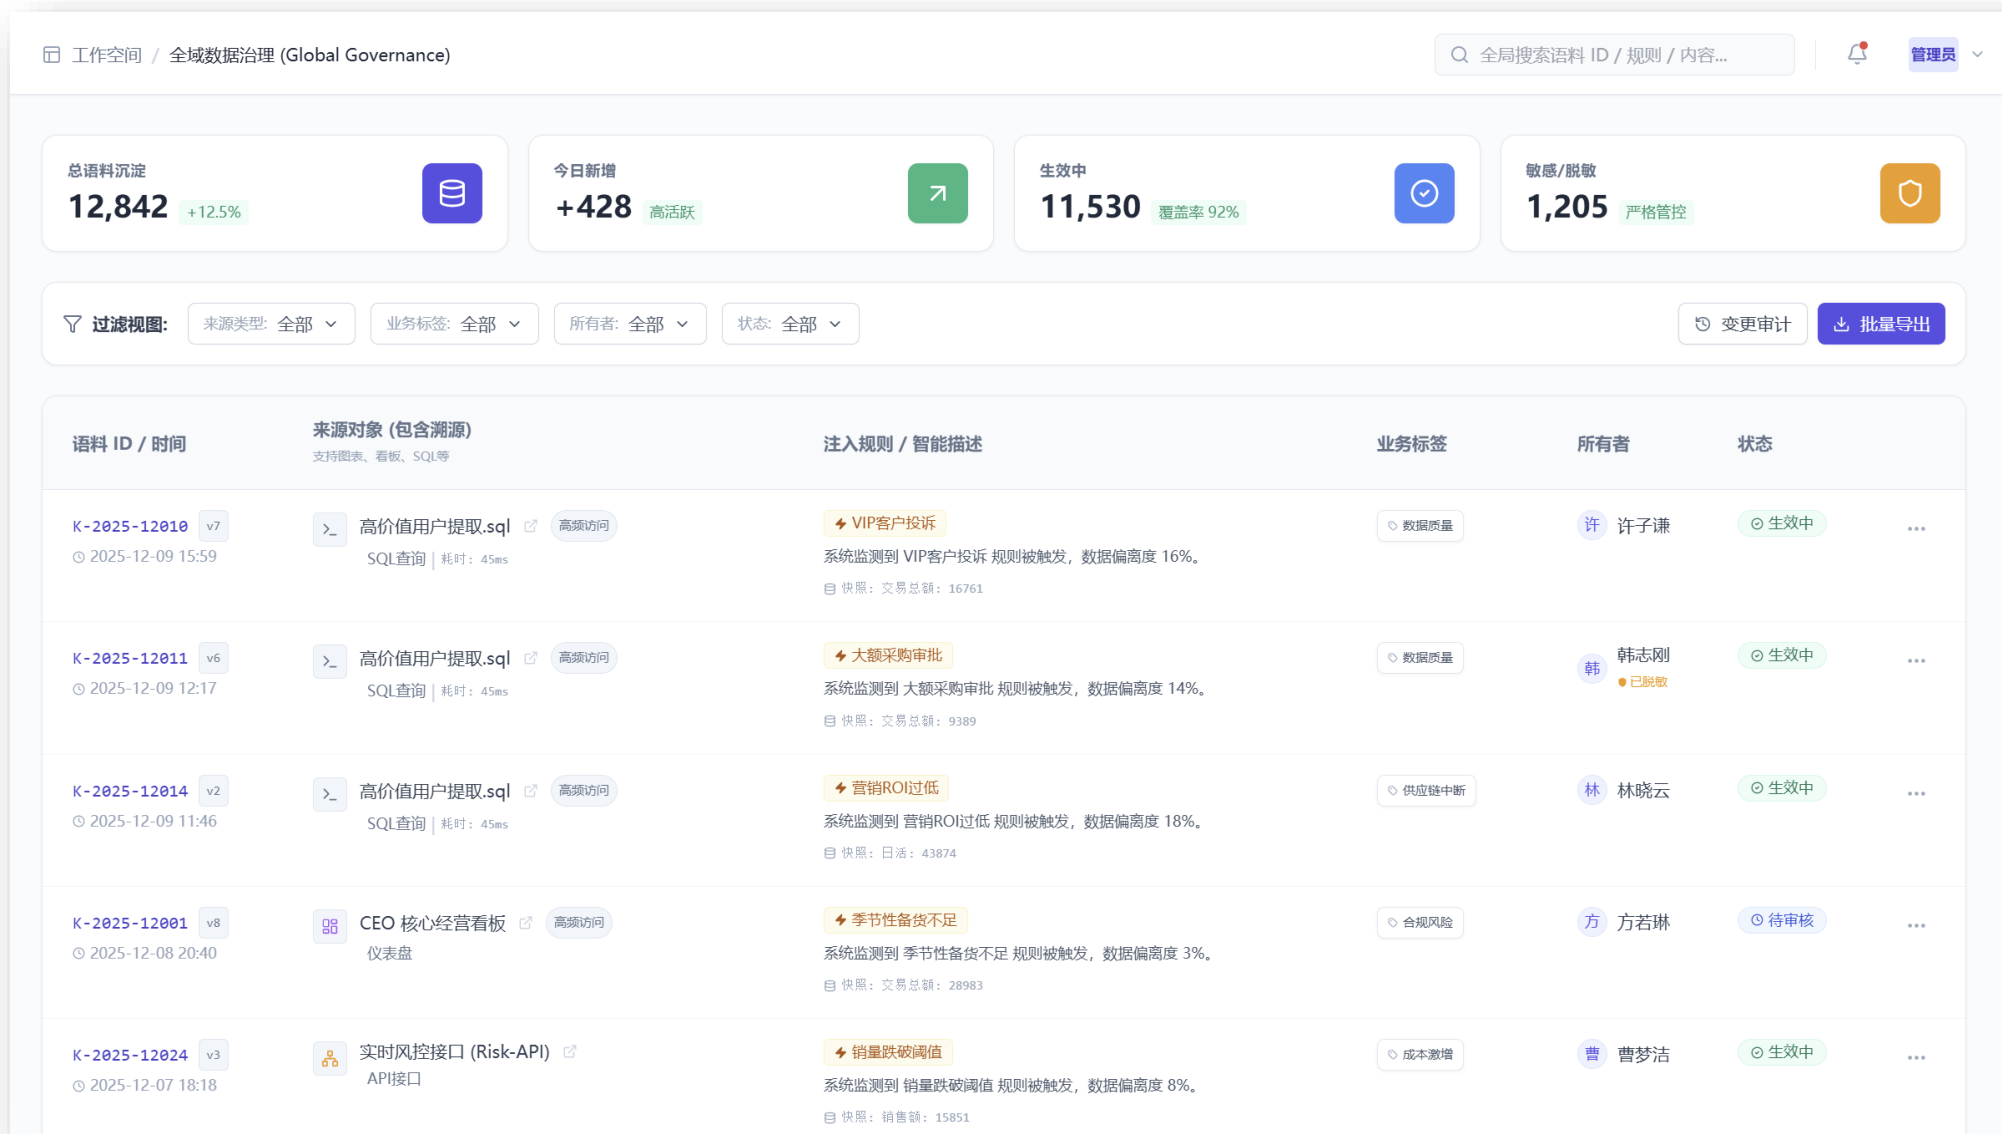 工作空间 / 全域数据治理 (Global Governance)
全局搜索语料 ID / 规则 / 内容...
管理员
总语料沉淀
12,842 +12.5%
今日新增
+428 高活跃
生效中
11,530 覆盖率 92%
敏感/脱敏
1,205 严格管控
过滤视图: 来源类型: 全部 业务标签: 全部 所有者: 全部 状态: 全部 变更审计 批量导出
语料 ID / 时间
来源对象 (包含溯源)
支持图表、看板、SQL等
注入规则 / 智能描述
业务标签
所有者
状态
K-2025-12010 v7
2025-12-09 15:59
高价值用户提取.sql 高频访问
SQL查询 | 耗时: 45ms
VIP客户投诉
系统监测到 VIP客户投诉 规则被触发，数据偏离度 16%。
快照: 交易总额: 16761
数据质量
许 许子谦
生效中
K-2025-12011 v6
2025-12-09 12:17
高价值用户提取.sql 高频访问
SQL查询 | 耗时: 45ms
大额采购审批
系统监测到 大额采购审批 规则被触发，数据偏离度 14%。
快照: 交易总额: 9389
数据质量
韩 韩志刚
已脱敏
生效中
K-2025-12014 v2
2025-12-09 11:46
高价值用户提取.sql 高频访问
SQL查询 | 耗时: 45ms
营销ROI过低
系统监测到 营销ROI过低 规则被触发，数据偏离度 18%。
快照: 日活: 43874
供应链中断
林 林晓云
生效中
K-2025-12001 v8
2025-12-08 20:40
CEO 核心经营看板 高频访问
仪表盘
季节性备货不足
系统监测到 季节性备货不足 规则被触发，数据偏离度 3%。
快照: 交易总额: 28983
合规风险
方 方若琳
待审核
K-2025-12024 v3
2025-12-07 18:18
实时风控接口 (Risk-API)
API接口
销量跌破阈值
系统监测到 销量跌破阈值 规则被触发，数据偏离度 8%。
快照: 销售额: 15851
成本激增
曹 曹梦洁
生效中